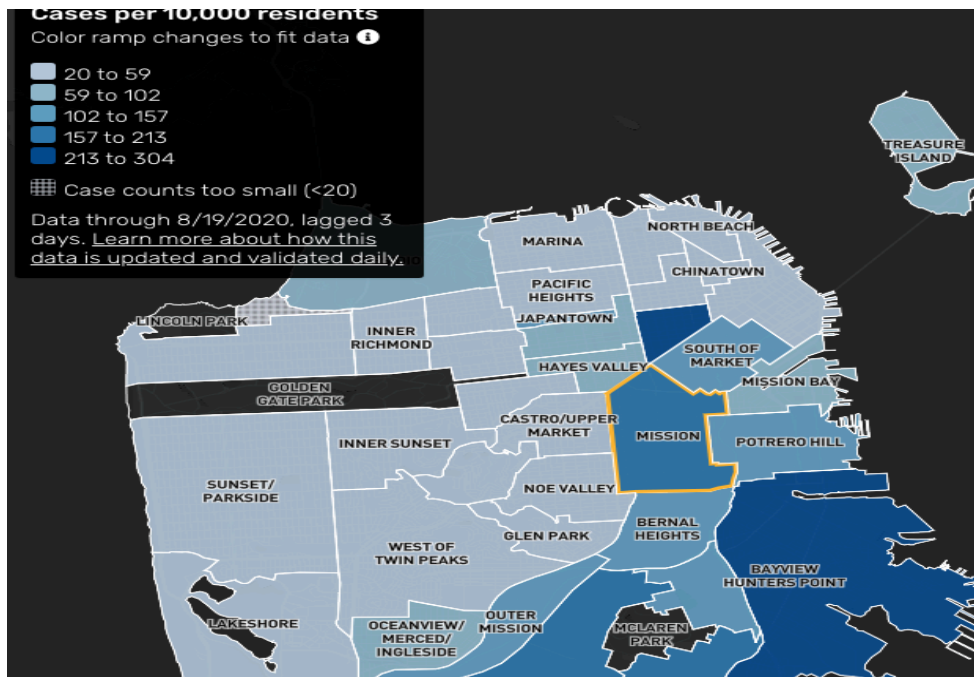 Cases per 10,000 residents
Color ramp changes to fit data
20 to 59
59 to 102
102 to 157
157 to 213
213 to 304
Case counts too small (<20)
Data through 8/19/2020, lagged 3
days. Learn more about how this
data is updated and validated daily.
TREASURE
ISLAND
MARINA
NORTH BEACH
CHINATOWN
PACIFIC
HEIGHTS
JAPANTOWN
LINCOLN PARK
INNER
RICHMOND
SOUTH OF
MARKET
HAYES VALLEY
MISSION BAY
GOLDEN
GATE PARK
CASTRO/UPPER
MARKET
MISSION
POTRERO HILL
INNER SUNSET
SUNSET/
PARKSIDE
NOE VALLEY
GLEN PARK
BERNAL
HEIGHTS
WEST OF
TWIN PEAKS
BAYVIEW
HUNTERS POINT
LAKESHORE
OCEANVIEW/
MERCED/
INGLESIDE
OUTER
MISSION
MCLAREN
PARK